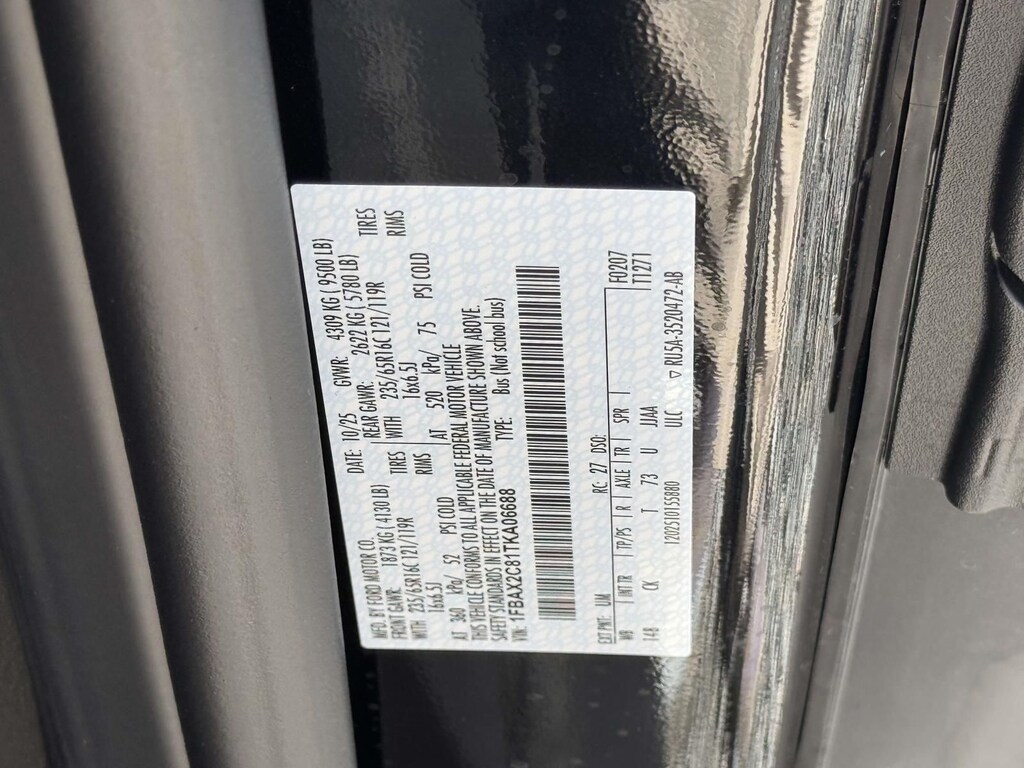 MFD. BY FORD MOTOR CO.
DATE: 10/25 GVWR: 4309 KG / 9500 LB)
FRONT GAWR: 1873 KG ( 4130 LB) REAR GAWR: 2622 KG ( 5780 LB)
WITH 235/65R16C 121/119R TIRES WITH 235/65R16C 121/119R TIRES
16x6.5J RIMS 16x6.5J RIMS
AT 360 kPa/ 52 PSI COLD AT 520 kPa/ 75 PSI COLD
THIS VEHICLE CONFORMS TO ALL APPLICABLE FEDERAL MOTOR VEHICLE
SAFETY STANDARDS IN EFFECT ON THE DATE OF MANUFACTURE SHOWN ABOVE.
VIN: 1FBAX2C81TKA06688 TYPE: Bus (Not school bus)
EXT PNT: UM RC: 27 DSO: F0207
WB INTR TP/PS R AXLE TR SPR T1271
148 CK T 73 U JJAA
120251015S880 ULC ▽ RU5A-3520472-AB